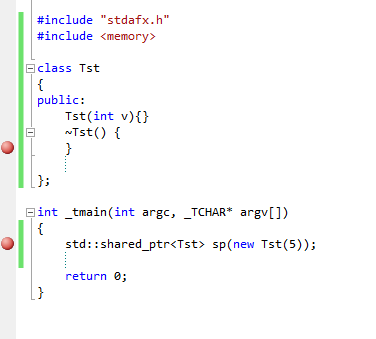 #include "stdafx.h"
#include <memory>
class Tst
{
public:
    Tst(int v){}
    ~Tst() {
    }
};
int _tmain(int argc, _TCHAR* argv[])
{
    std::shared_ptr<Tst> sp(new Tst(5));
    return 0;
}